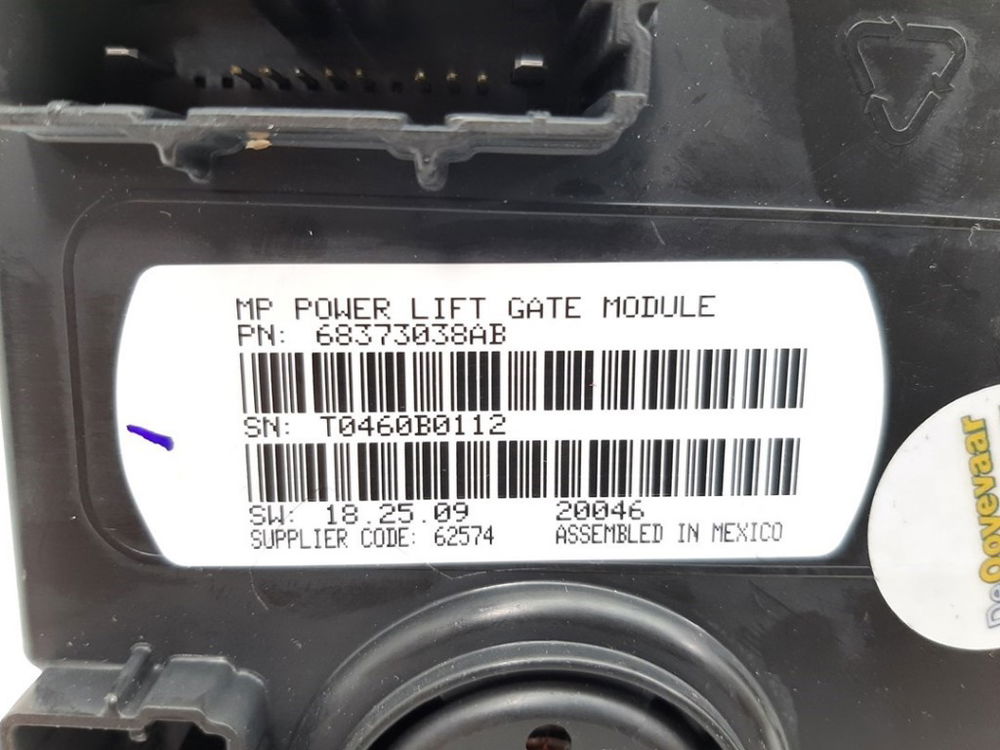 MP POWER LIFT GATE MODULE
PN: 68373038AB
SN: T0460B0112
SW: 18.25.09 20046
SUPPLIER CODE: 62574 ASSEMBLED IN MEXICO
DeOoyevaar